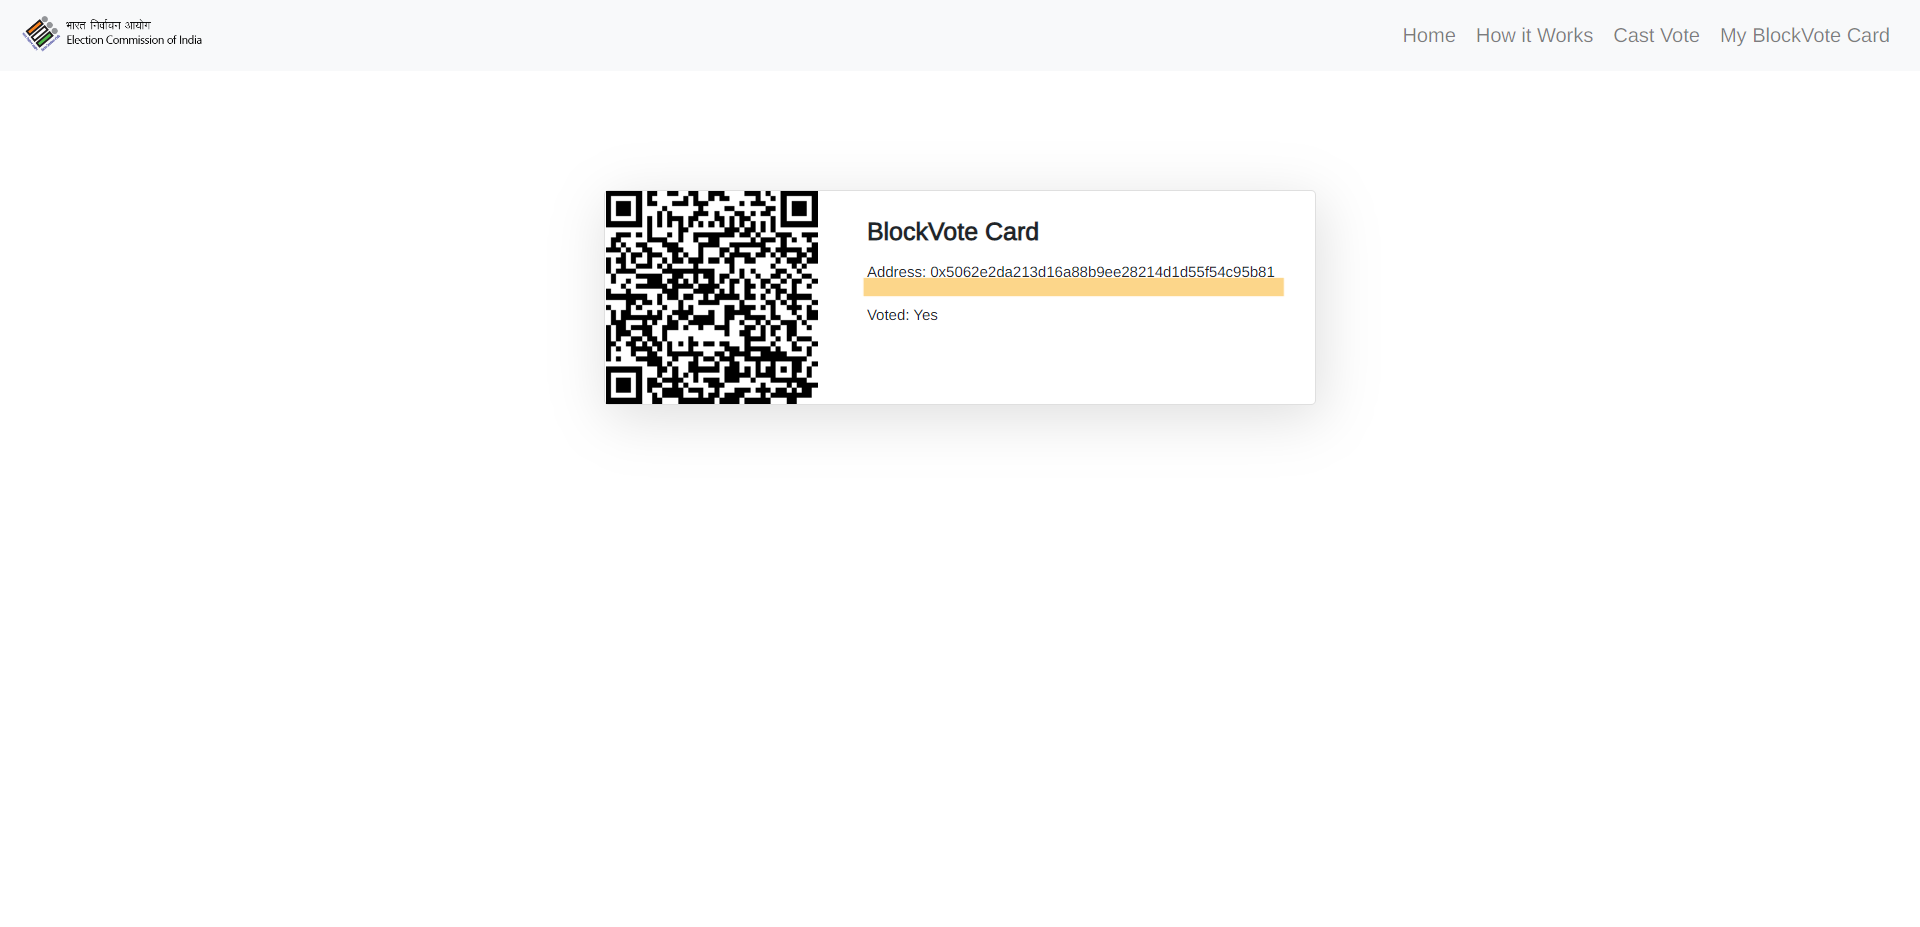 भारत निर्वाचन आयोग
Election Commission of India
Home How it Works Cast Vote My BlockVote Card
BlockVote Card
Address: 0x5062e2da213d16a88b9ee28214d1d55f54c95b81
Voted: Yes